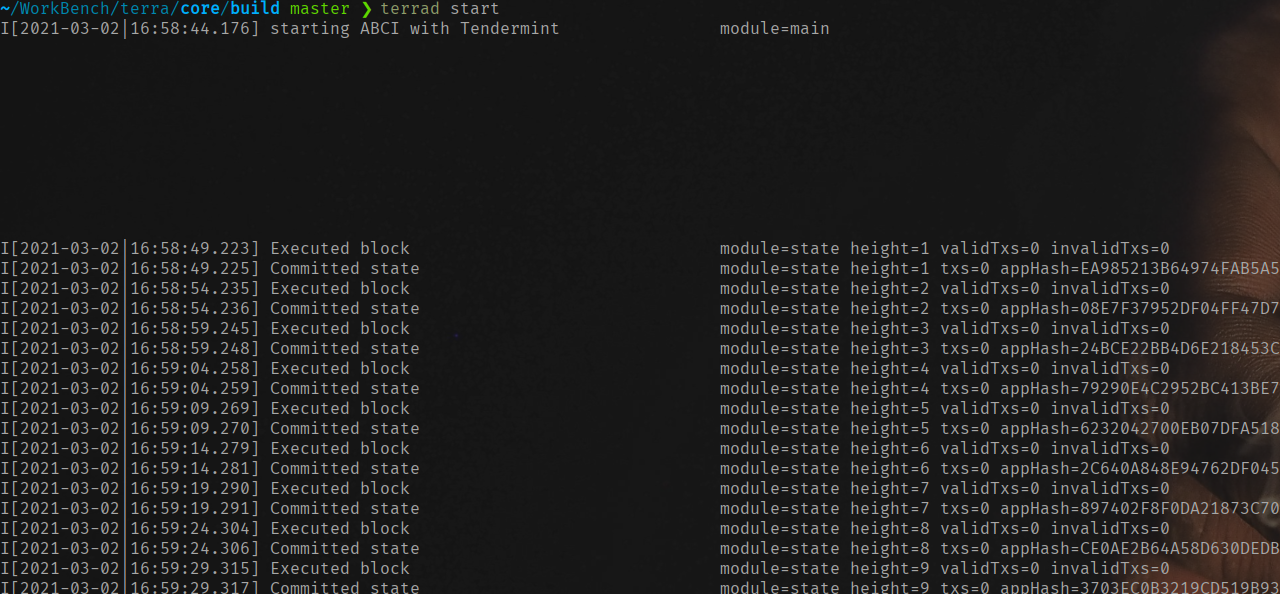 ~/WorkBench/terra/core/build master ❯ terrad start
I[2021-03-02|16:58:44.176] starting ABCI with Tendermint                module=main
I[2021-03-02|16:58:49.223] Executed block                               module=state height=1 validTxs=0 invalidTxs=0
I[2021-03-02|16:58:49.225] Committed state                              module=state height=1 txs=0 appHash=EA985213B64974FAB5A5
I[2021-03-02|16:58:54.235] Executed block                               module=state height=2 validTxs=0 invalidTxs=0
I[2021-03-02|16:58:54.236] Committed state                              module=state height=2 txs=0 appHash=08E7F37952DF04FF47D7
I[2021-03-02|16:58:59.245] Executed block                               module=state height=3 validTxs=0 invalidTxs=0
I[2021-03-02|16:58:59.248] Committed state                              module=state height=3 txs=0 appHash=24BCE22BB4D6E218453C
I[2021-03-02|16:59:04.258] Executed block                               module=state height=4 validTxs=0 invalidTxs=0
I[2021-03-02|16:59:04.259] Committed state                              module=state height=4 txs=0 appHash=79290E4C2952BC413BE7
I[2021-03-02|16:59:09.269] Executed block                               module=state height=5 validTxs=0 invalidTxs=0
I[2021-03-02|16:59:09.270] Committed state                              module=state height=5 txs=0 appHash=6232042700EB07DFA518
I[2021-03-02|16:59:14.279] Executed block                               module=state height=6 validTxs=0 invalidTxs=0
I[2021-03-02|16:59:14.281] Committed state                              module=state height=6 txs=0 appHash=2C640A848E94762DF045
I[2021-03-02|16:59:19.290] Executed block                               module=state height=7 validTxs=0 invalidTxs=0
I[2021-03-02|16:59:19.291] Committed state                              module=state height=7 txs=0 appHash=897402F8F0DA21873C70
I[2021-03-02|16:59:24.304] Executed block                               module=state height=8 validTxs=0 invalidTxs=0
I[2021-03-02|16:59:24.306] Committed state                              module=state height=8 txs=0 appHash=CE0AE2B64A58D630DEDB
I[2021-03-02|16:59:29.315] Executed block                               module=state height=9 validTxs=0 invalidTxs=0
I[2021-03-02|16:59:29.317] Committed state                              module=state height=9 txs=0 appHash=3703EC0B3219CD519B93